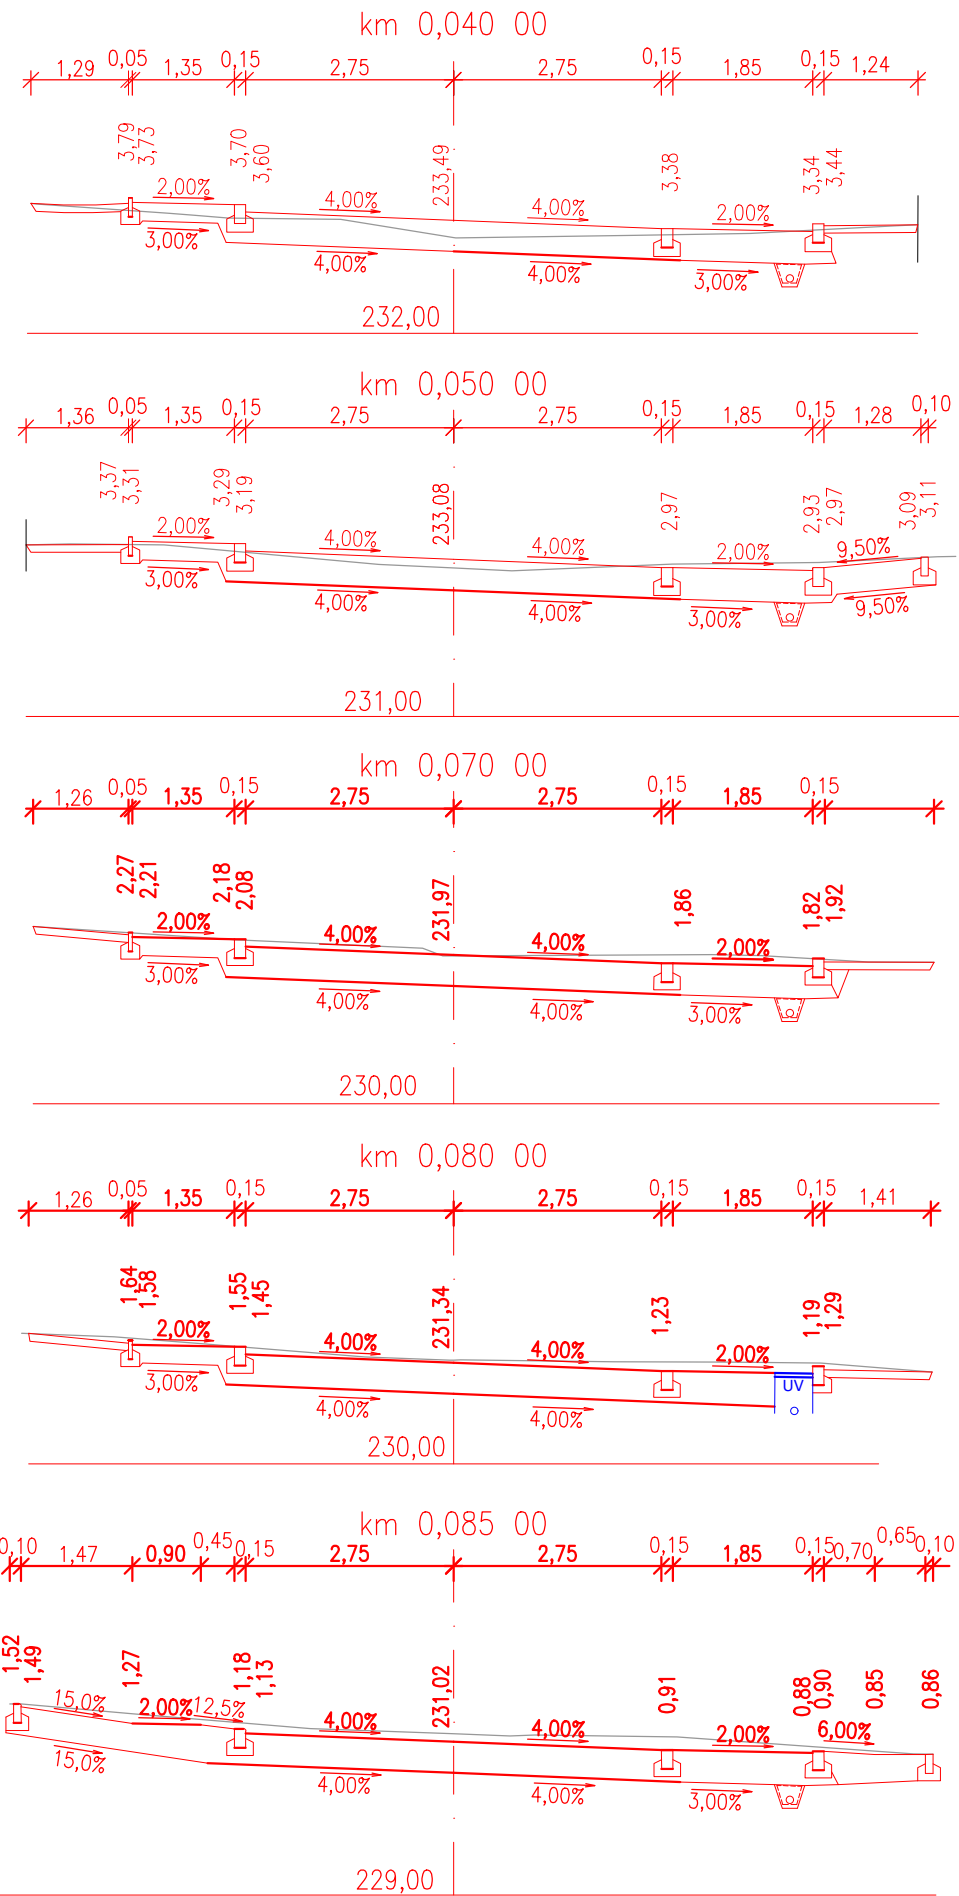 km 0,040 00
1,29 0,05 1,35 0,15 2,75 2,75 0,15 1,85 0,15 1,24
3,79 3,73 3,70 3,60 233,49 3,38 3,34 3,44
2,00% 4,00% 4,00% 2,00%
3,00% 4,00% 4,00% 3,00%
232,00
km 0,050 00
1,36 0,05 1,35 0,15 2,75 2,75 0,15 1,85 0,15 1,28 0,10
3,37 3,31 3,29 3,19 233,08 2,97 2,93 2,97 3,09 3,11
2,00% 4,00% 4,00% 2,00% 9,50%
3,00% 4,00% 4,00% 3,00% 9,50%
231,00
km 0,070 00
1,26 0,05 1,35 0,15 2,75 2,75 0,15 1,85 0,15
2,27 2,21 2,18 2,08 231,97 1,86 1,82 1,92
2,00% 4,00% 4,00% 2,00%
3,00% 4,00% 4,00% 3,00%
230,00
km 0,080 00
1,26 0,05 1,35 0,15 2,75 2,75 0,15 1,85 0,15 1,41
1,64 1,58 1,55 1,45 231,34 1,23 1,19 1,29
2,00% 4,00% 4,00% 2,00%
UV
3,00% 4,00% 4,00%
230,00
km 0,085 00
0,10 1,47 0,90 0,45 0,15 2,75 2,75 0,15 1,85 0,15 0,70 0,65 0,10
1,52 1,49 1,27 1,18 1,13 231,02 0,91 0,88 0,90 0,85 0,86
15,0% 2,00% 12,5% 4,00% 4,00% 2,00% 6,00%
15,0% 4,00% 4,00% 3,00%
229,00